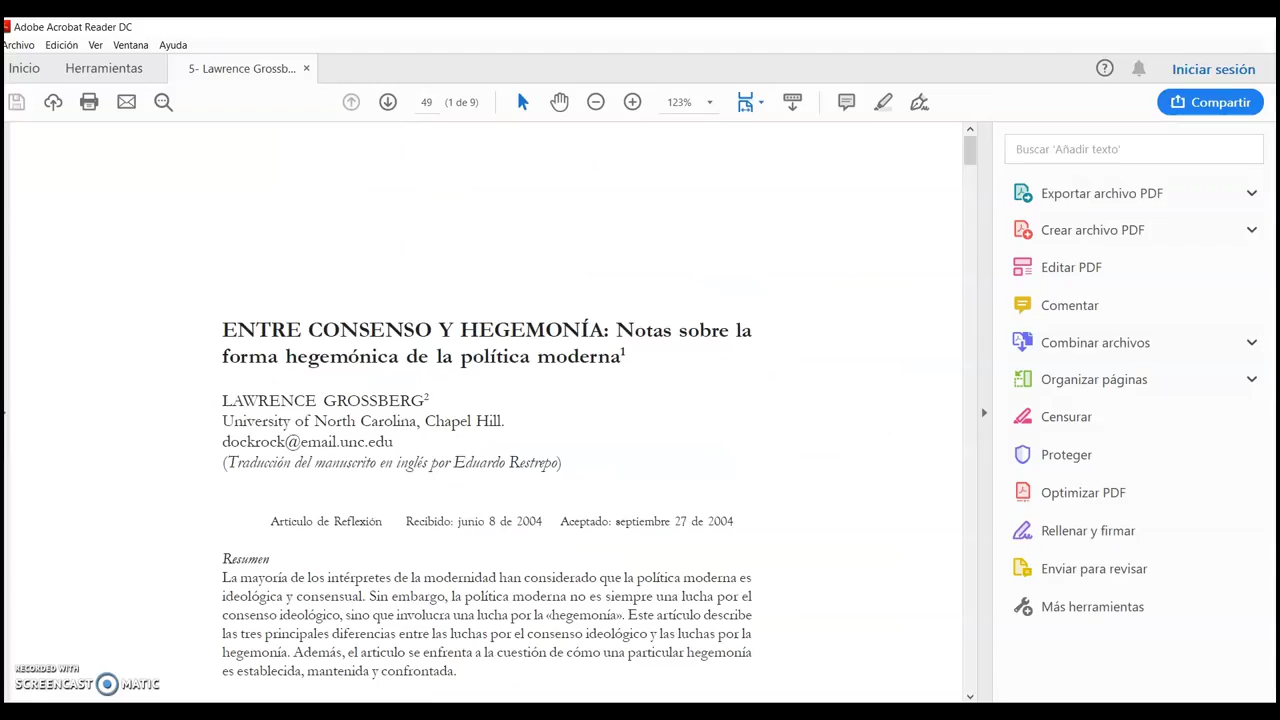 Adobe Acrobat Reader DC
Archivo Edición Ver Ventana Ayuda
Inicio Herramientas 5- Lawrence Grossb... × Iniciar sesión
49 (1 de 9) 123% Compartir
Buscar 'Añadir texto'
Exportar archivo PDF
Crear archivo PDF
Editar PDF
Comentar
Combinar archivos
Organizar páginas
Censurar
Proteger
Optimizar PDF
Rellenar y firmar
Enviar para revisar
Más herramientas
ENTRE CONSENSO Y HEGEMONÍA: Notas sobre la
forma hegemónica de la política moderna¹
LAWRENCE GROSSBERG²
University of North Carolina, Chapel Hill.
dockrock@email.unc.edu
(Traducción del manuscrito en inglés por Eduardo Restrepo)
Artículo de Reflexión Recibido: junio 8 de 2004 Aceptado: septiembre 27 de 2004
Resumen
La mayoría de los intérpretes de la modernidad han considerado que la política moderna es
ideológica y consensual. Sin embargo, la política moderna no es siempre una lucha por el
consenso ideológico, sino que involucra una lucha por la «hegemonía». Este artículo describe
las tres principales diferencias entre las luchas por el consenso ideológico y las luchas por la
hegemonía. Además, el artículo se enfrenta a la cuestión de cómo una particular hegemonía
es establecida, mantenida y confrontada.
RECORDED WITH
SCREENCAST MATIC